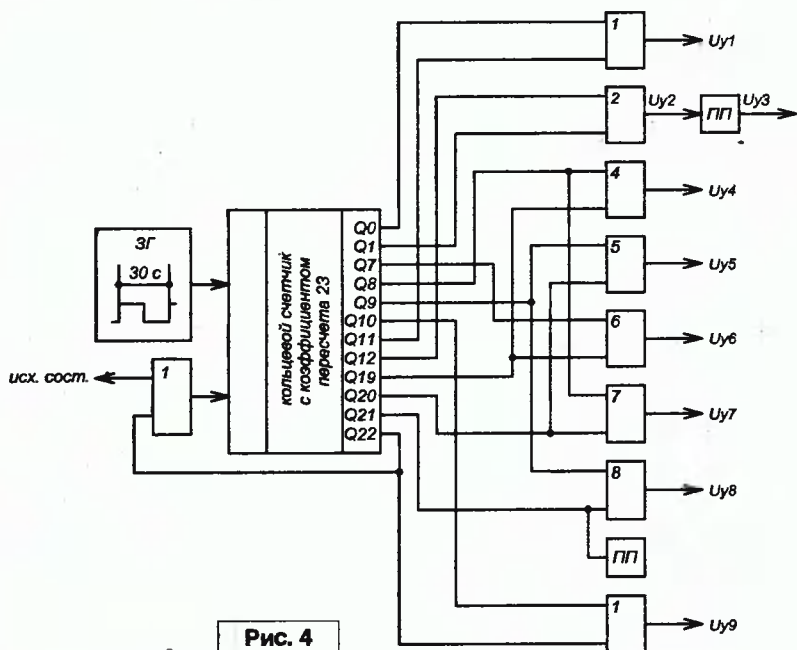 1
Uy1
2
Uy2
ПП
Uy3
4
Uy4
5
Uy5
6
Uy6
7
Uy7
8
Uy8
ПП
1
Uy9
ЗГ
30 с
исх. сост.
1
кольцевой счетчик
с коэффициентом
пересчета 23
Q0
Q1
Q7
Q8
Q9
Q10
Q11
Q12
Q19
Q20
Q21
Q22
Рис. 4